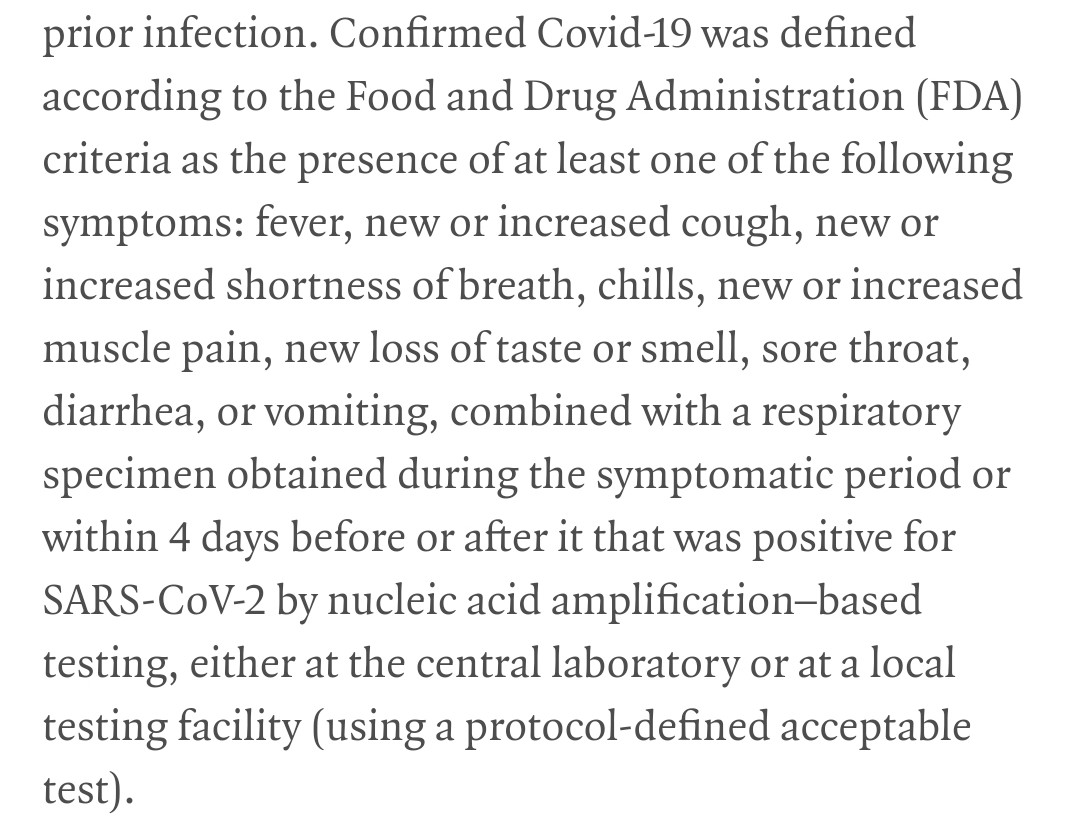 prior infection. Confirmed Covid-19 was defined
according to the Food and Drug Administration (FDA)
criteria as the presence of at least one of the following
symptoms: fever, new or increased cough, new or
increased shortness of breath, chills, new or increased
muscle pain, new loss of taste or smell, sore throat,
diarrhea, or vomiting, combined with a respiratory
specimen obtained during the symptomatic period or
within 4 days before or after it that was positive for
SARS-CoV-2 by nucleic acid amplification–based
testing, either at the central laboratory or at a local
testing facility (using a protocol-defined acceptable
test).